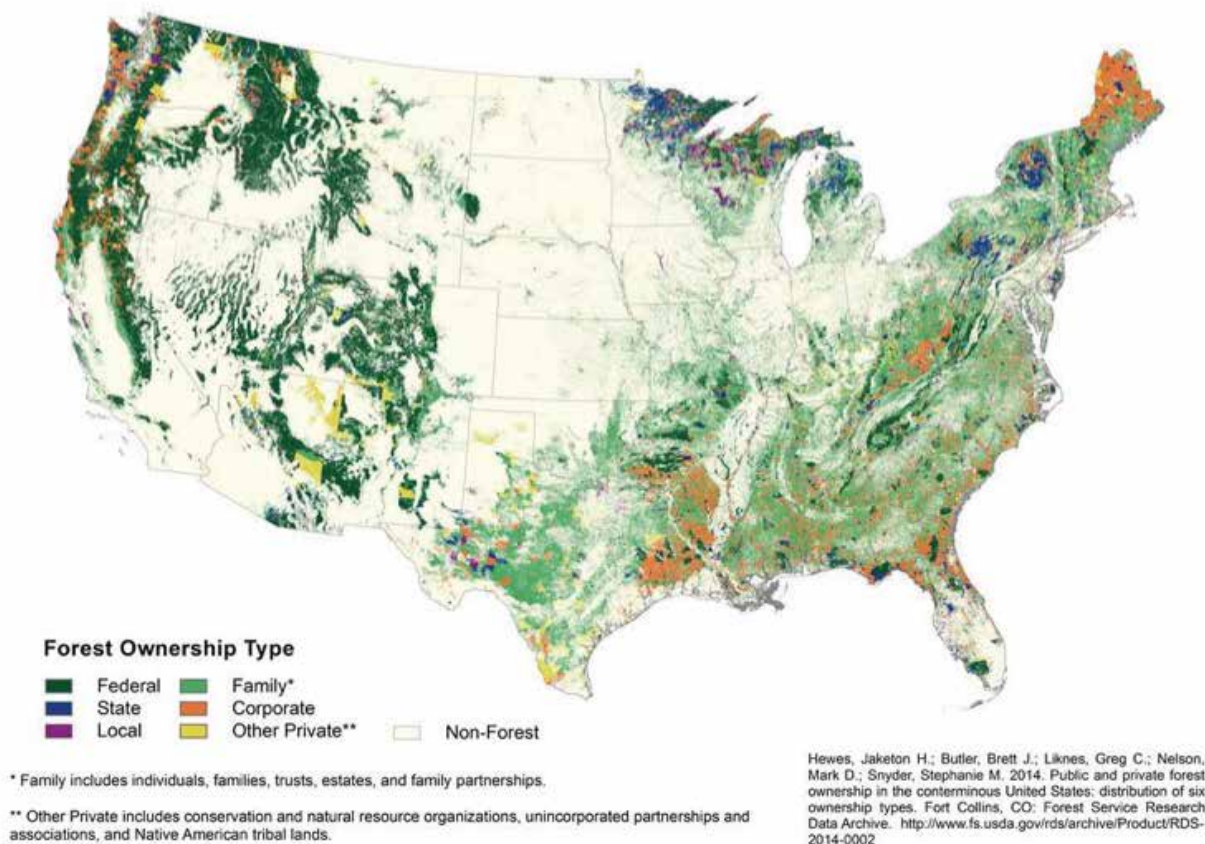 Forest Ownership Type
Federal
State
Local
Family*
Corporate
Other Private**
Non-Forest
* Family includes individuals, families, trusts, estates, and family partnerships.
** Other Private includes conservation and natural resource organizations, unincorporated partnerships and
associations, and Native American tribal lands.
Hewes, Jaketon H.; Butler, Brett J.; Liknes, Greg C.; Nelson,
Mark D.; Snyder, Stephanie M. 2014. Public and private forest
ownership in the conterminous United States: distribution of six
ownership types. Fort Collins, CO: Forest Service Research
Data Archive. http://www.fs.usda.gov/rds/archive/Product/RDS-
2014-0002